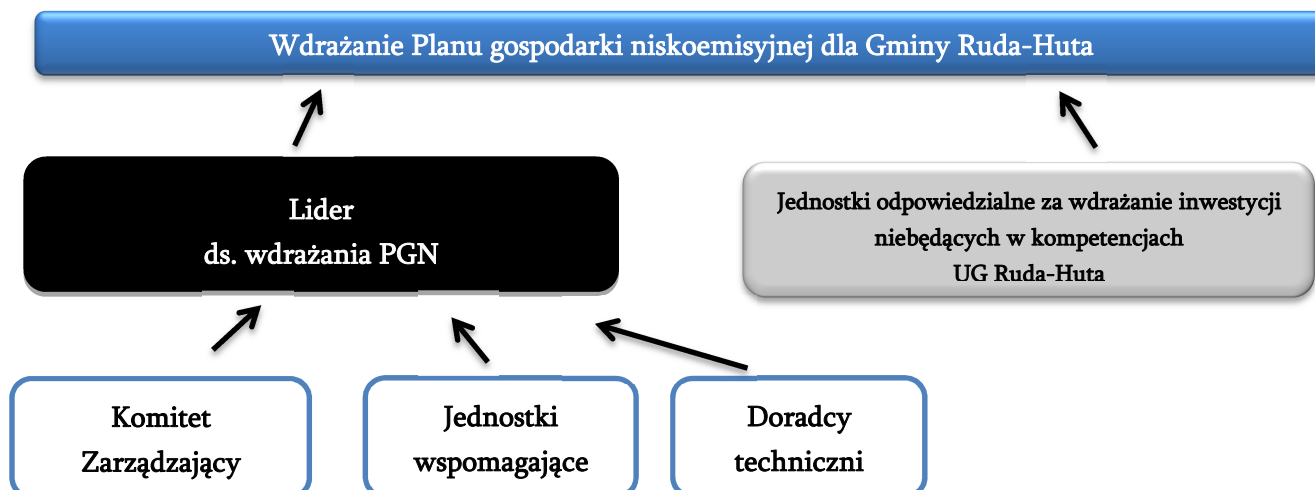 Wdrażanie Planu gospodarki niskoemisyjnej dla Gminy Ruda-Huta
Lider
ds. wdrażania PGN
Jednostki odpowiedzialne za wdrażanie inwestycji
niebędących w kompetencjach
UG Ruda-Huta
Komitet
Zarządzający
Jednostki
wspomagające
Doradcy
techniczni